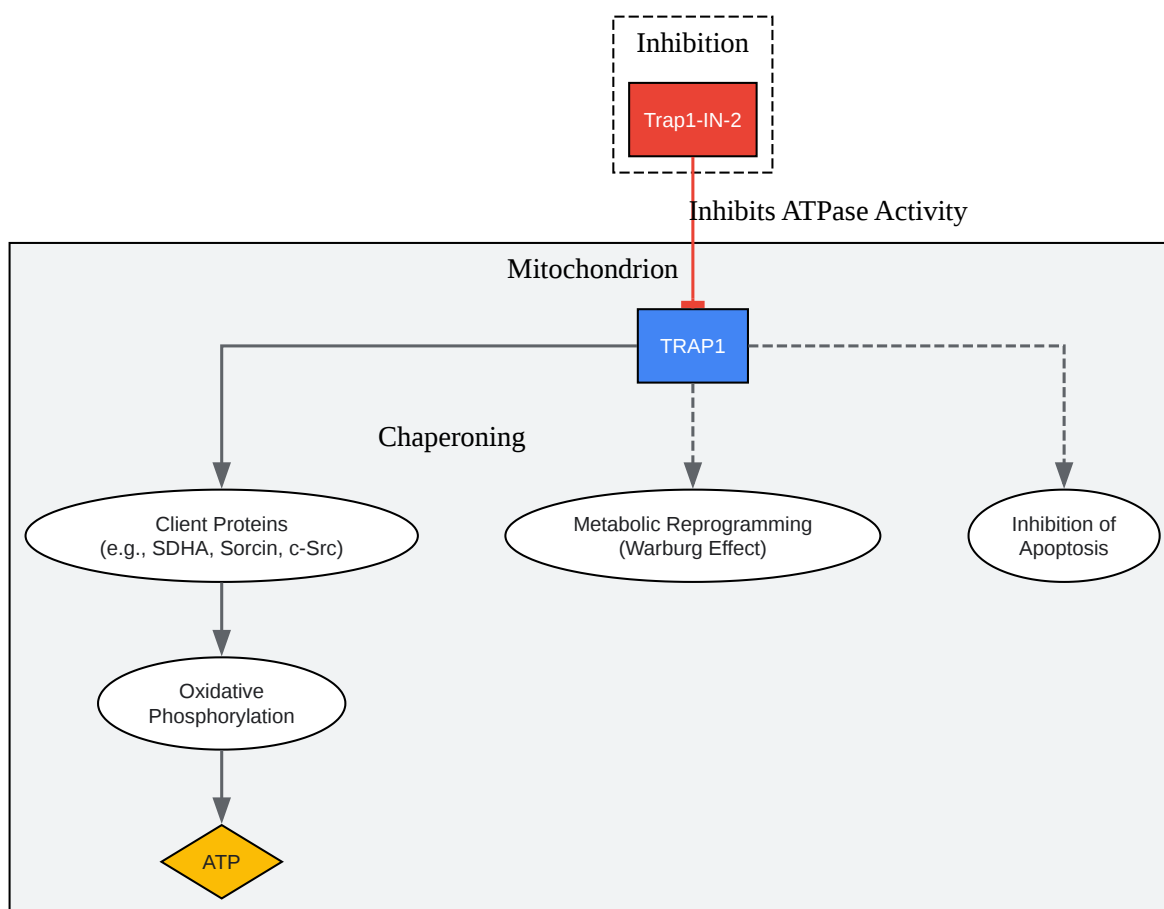 Inhibition
Trap1-IN-2
Inhibits ATPase Activity
Mitochondrion
TRAP1
Chaperoning
Client Proteins
(e.g., SDHA, Sorcin, c-Src)
Metabolic Reprogramming
(Warburg Effect)
Inhibition of
Apoptosis
Oxidative
Phosphorylation
ATP